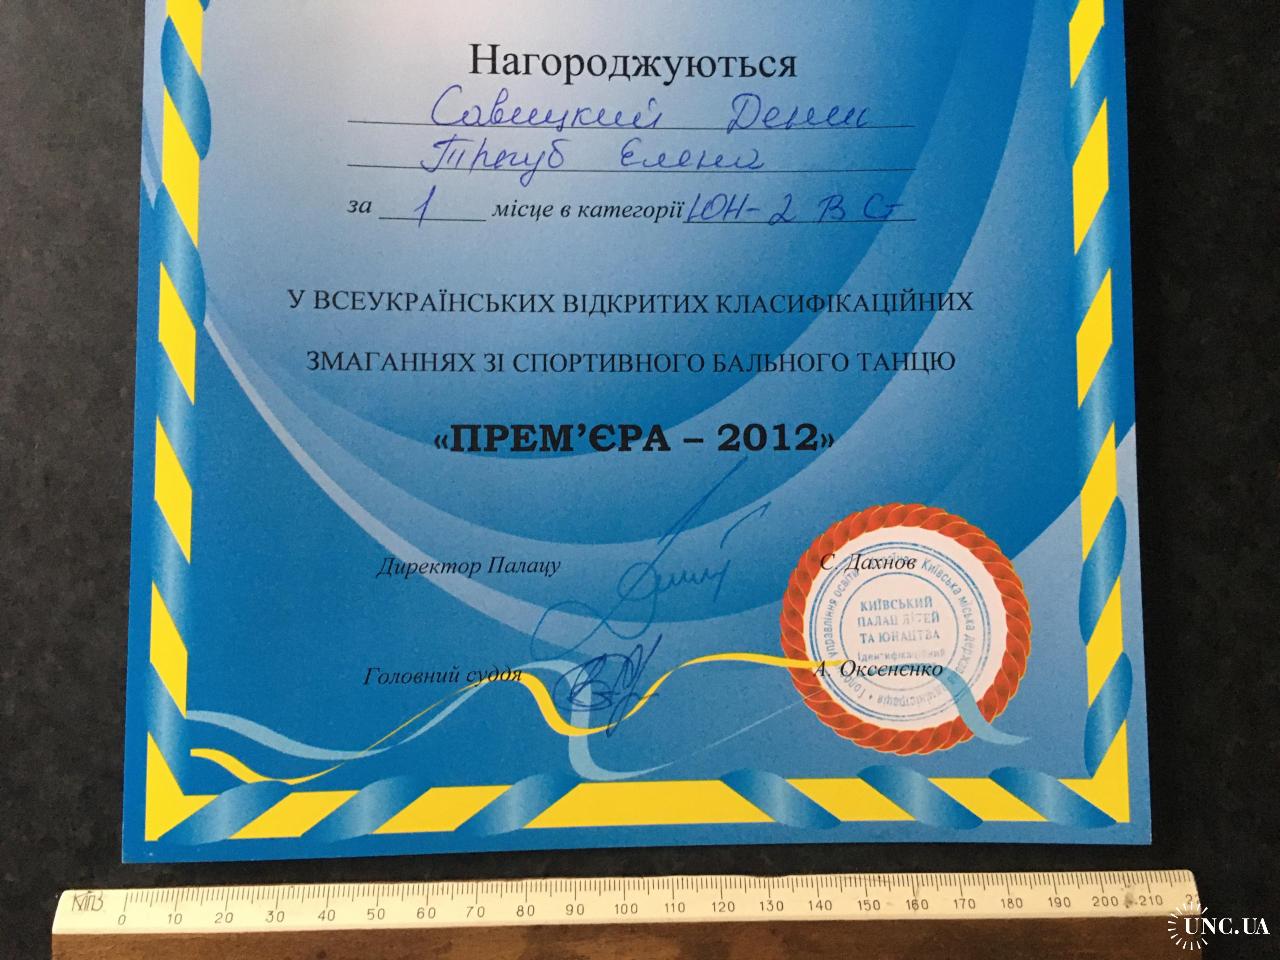 Нагороджуються
Савицкий Денис
Трегуб Елена
за 1 місце в категорії ЮН-2 В Ст
У ВСЕУКРАЇНСЬКИХ ВІДКРИТИХ КЛАСИФІКАЦІЙНИХ
ЗМАГАННЯХ ЗІ СПОРТИВНОГО БАЛЬНОГО ТАНЦЮ
«ПРЕМ’ЄРА – 2012»
Директор Палацу С. Дахнов
КИЇВСЬКИЙ
ПАЛАЦ ДІТЕЙ
ТА ЮНАЦТВА
Ідентифікаційний
Головний суддя А. Оксененко
0 10 20 30 40 50 60 70 80 90 100 110 120 130 140 150 160 170 180 190 200 210
UNC.UA